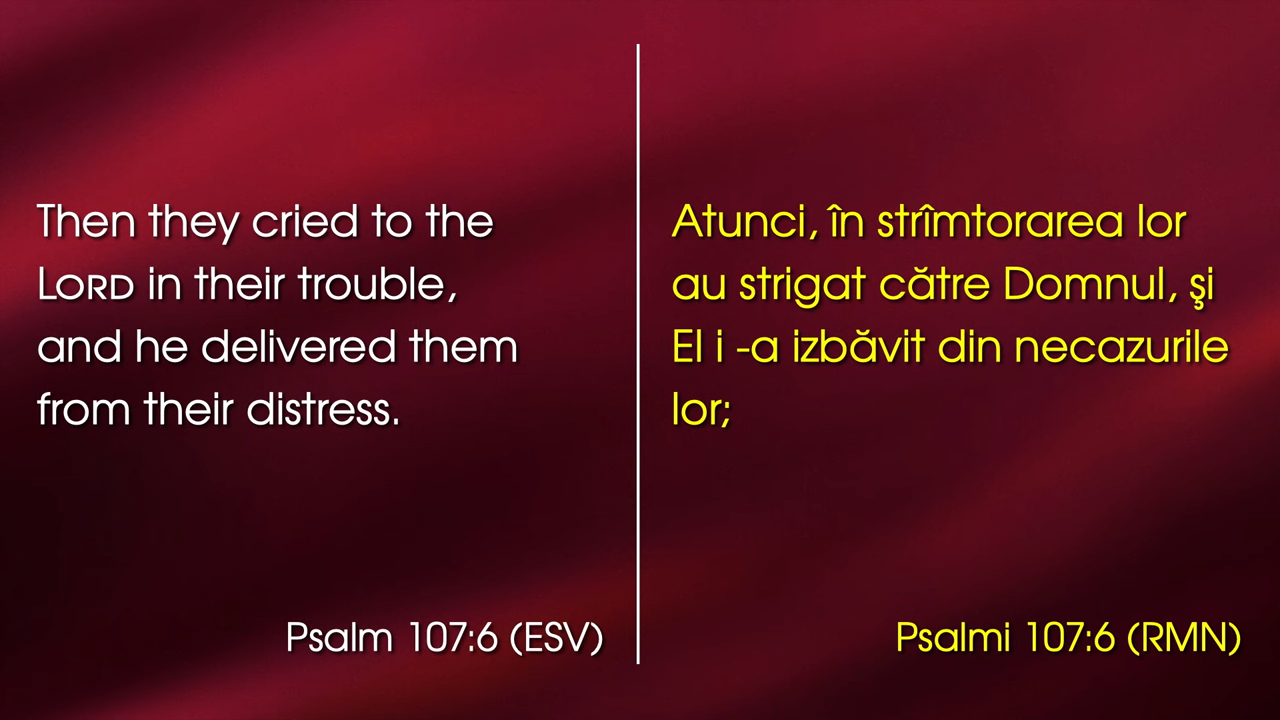 Then they cried to the
LORD in their trouble,
and he delivered them
from their distress.
Psalm 107:6 (ESV)
Atunci, în strîmtorarea lor
au strigat către Domnul, şi
El i -a izbăvit din necazurile
lor;
Psalmi 107:6 (RMN)